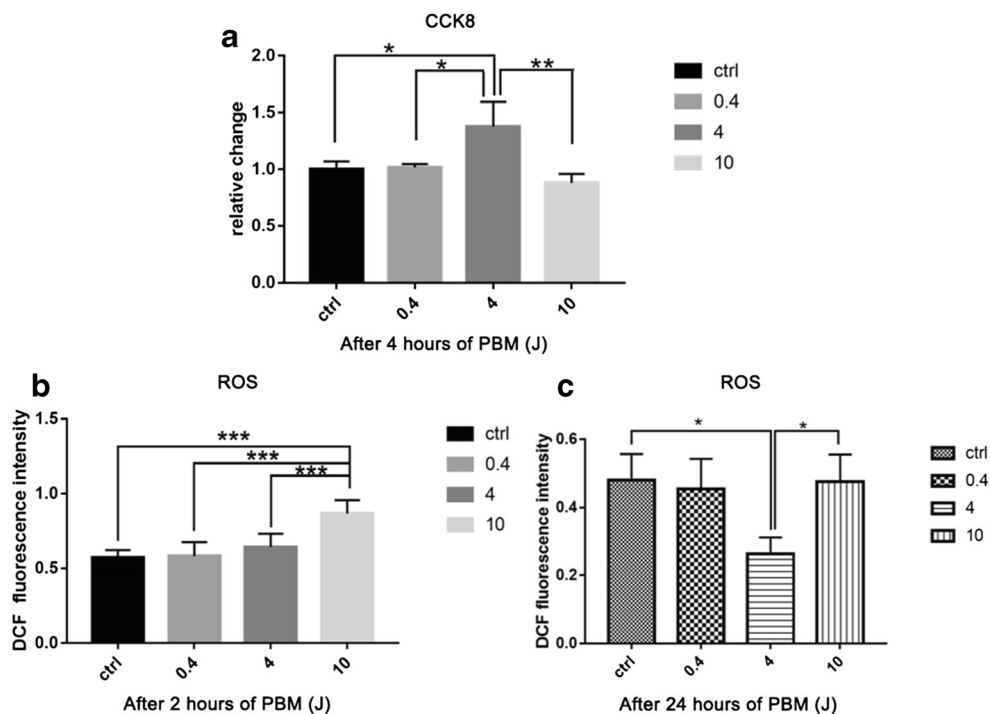 a
CCK8
* 
* **
2.0
1.5
1.0
0.5
0.0
relative change
ctrl
0.4
4
10
ctrl 0.4 4 10
After 4 hours of PBM (J)
b
ROS
***
***
***
1.5
1.0
0.5
0.0
DCF fluorescence intensity
ctrl
0.4
4
10
ctrl 0.4 4 10
After 2 hours of PBM (J)
c
ROS
* *
0.6
0.4
0.2
0.0
DCF fluorescence intensity
ctrl
0.4
4
10
ctrl 0.4 4 10
After 24 hours of PBM (J)